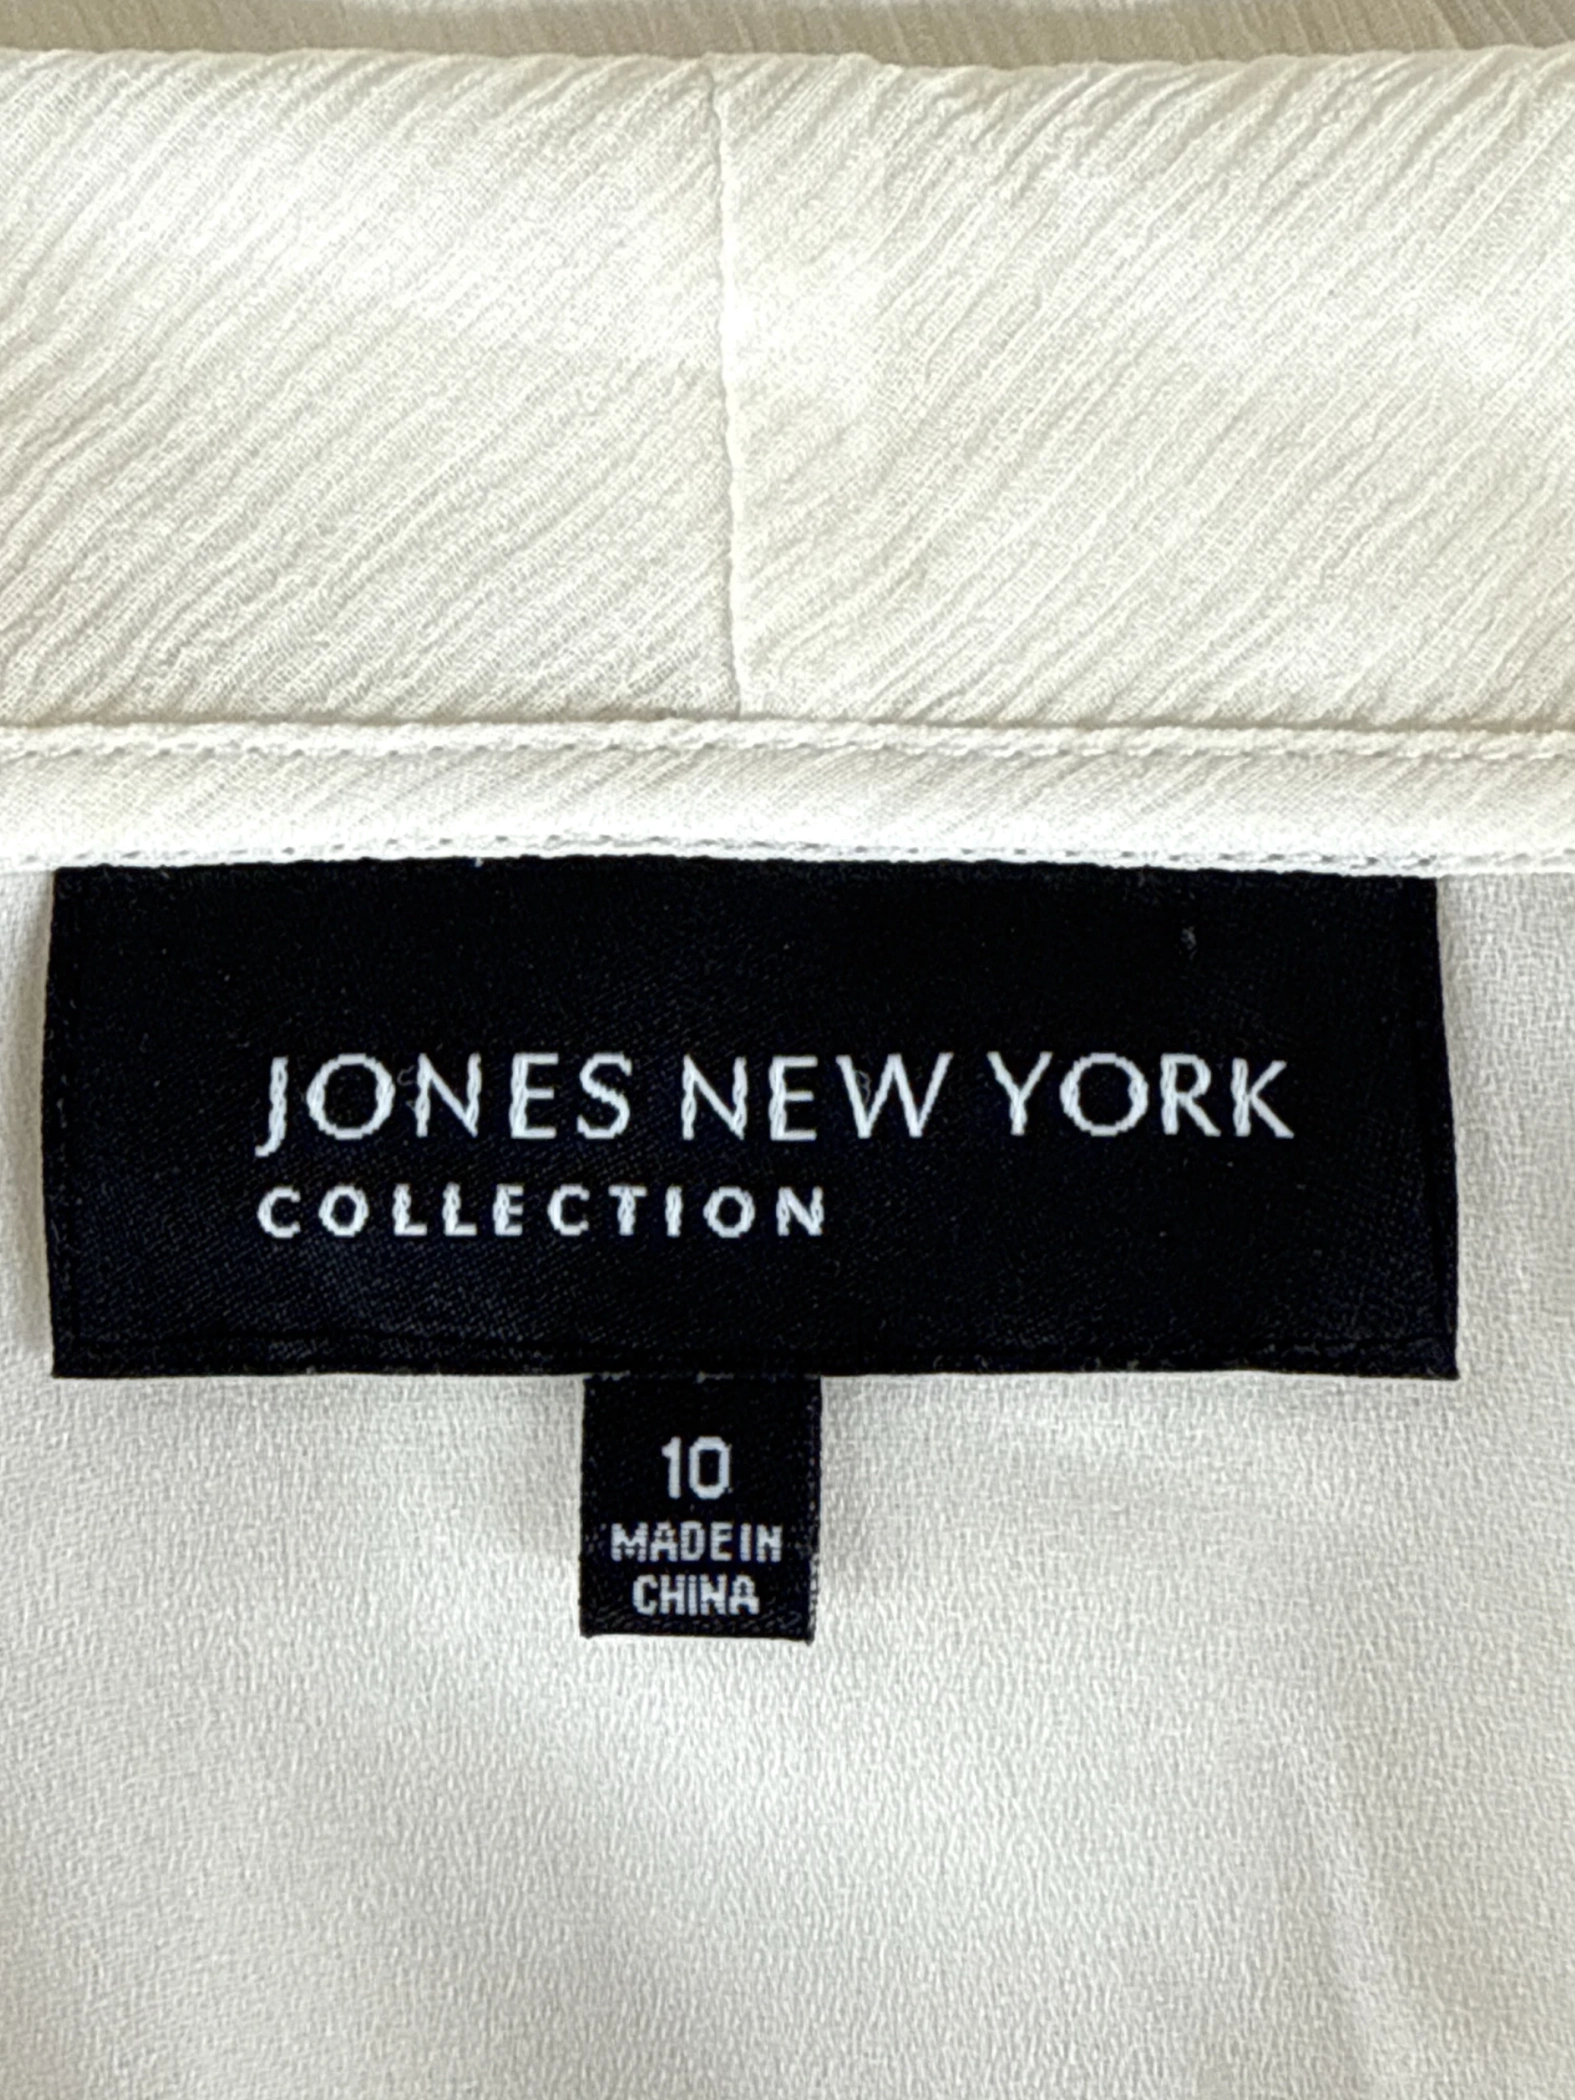 JONES NEW YORK
COLLECTION
10
MADE IN
CHINA